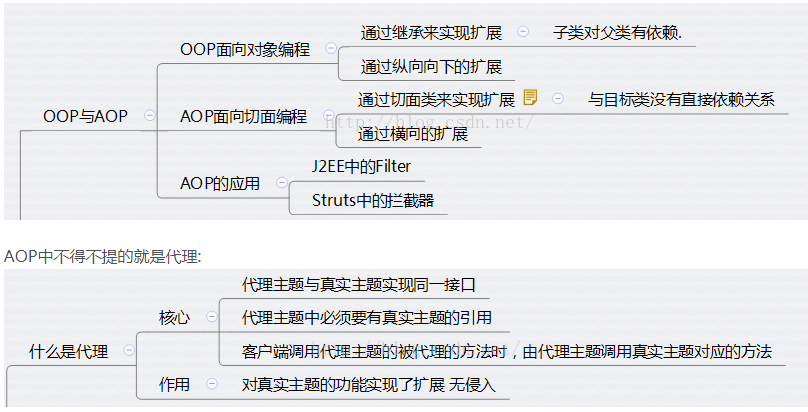 通过继承来实现扩展 子类对父类有依赖.
OOP面向对象编程
通过纵向向下的扩展
通过切面类来实现扩展 与目标类没有直接依赖关系
OOP与AOP AOP面向切面编程
http://blog.csdn.net/
通过横向的扩展
J2EE中的Filter
AOP的应用
Struts中的拦截器
AOP中不得不提的就是代理:
代理主题与真实主题实现同一接口
核心 代理主题中必须要有真实主题的引用
什么是代理 客户端调用代理主题的被代理的方法时，由代理主题调用真实主题对应的方法
作用 对真实主题的功能实现了扩展 无侵入